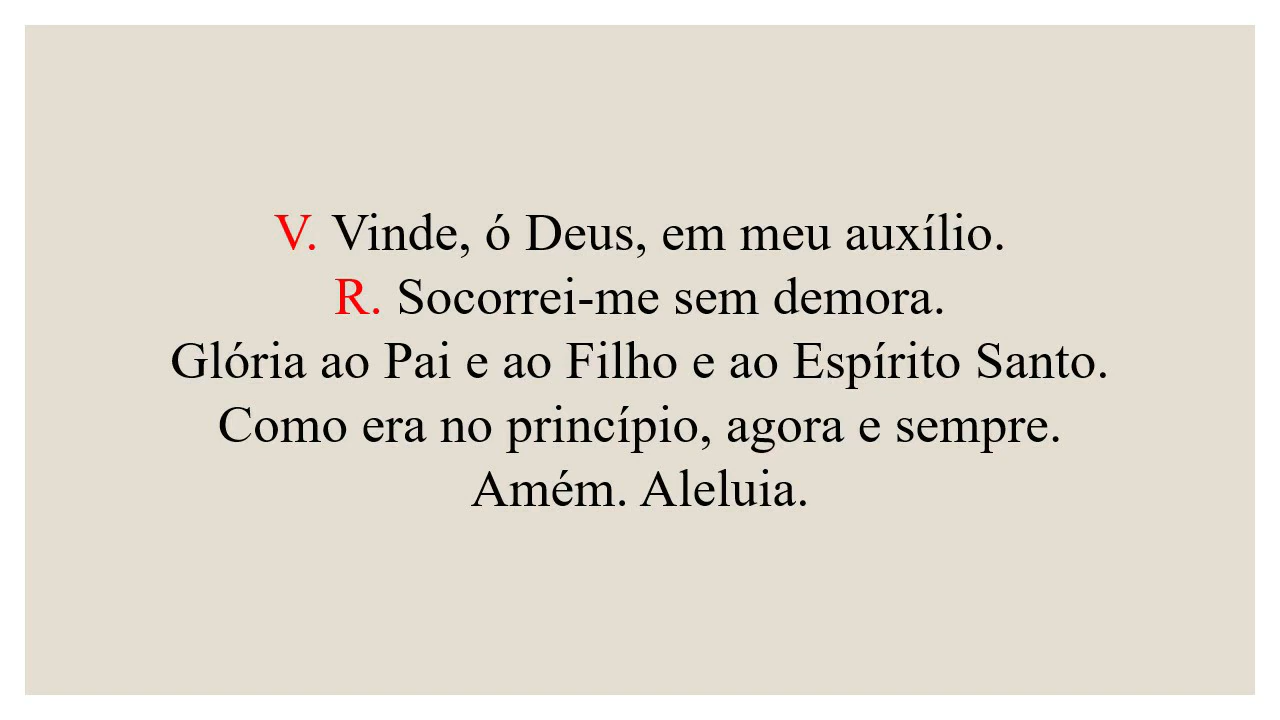 V. Vinde, ó Deus, em meu auxílio.
R. Socorrei-me sem demora.
Glória ao Pai e ao Filho e ao Espírito Santo.
Como era no princípio, agora e sempre.
Amém. Aleluia.